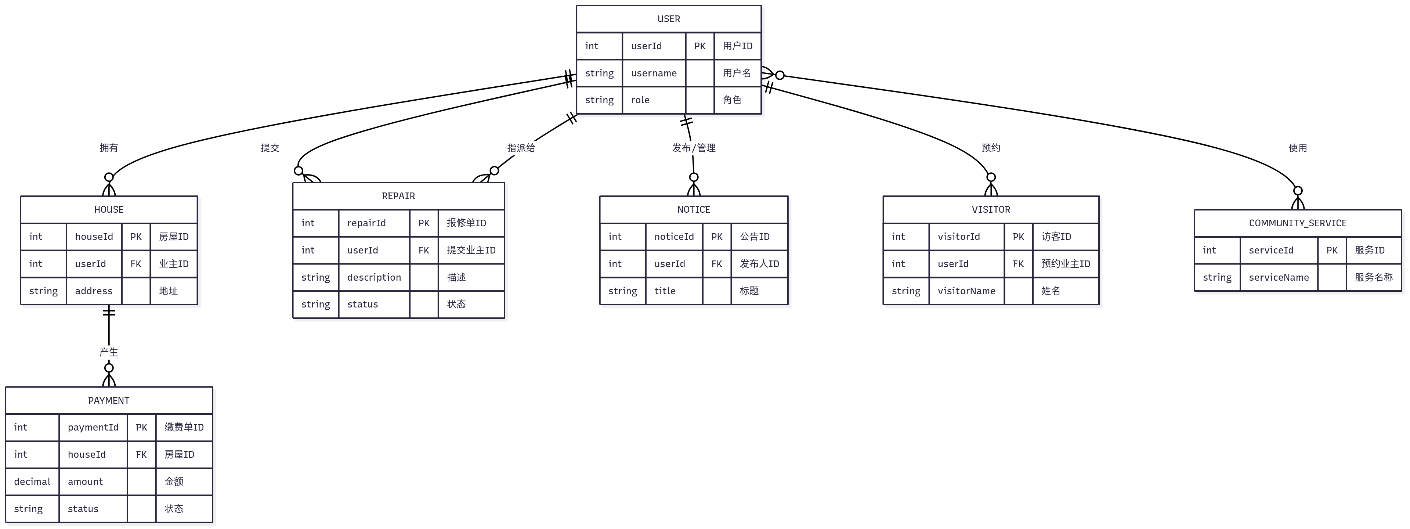 USER
int userId PK 用户ID
string username 用户名
string role 角色
拥有
提交
指派给
发布/管理
预约
使用
HOUSE
int houseId PK 房屋ID
int userId FK 业主ID
string address 地址
REPAIR
int repairId PK 报修单ID
int userId FK 提交业主ID
string description 描述
string status 状态
NOTICE
int noticeId PK 公告ID
int userId FK 发布人ID
string title 标题
VISITOR
int visitorId PK 访客ID
int userId FK 预约业主ID
string visitorName 姓名
COMMUNITY_SERVICE
int serviceId PK 服务ID
string serviceName 服务名称
产生
PAYMENT
int paymentId PK 缴费单ID
int houseId FK 房屋ID
decimal amount 金额
string status 状态